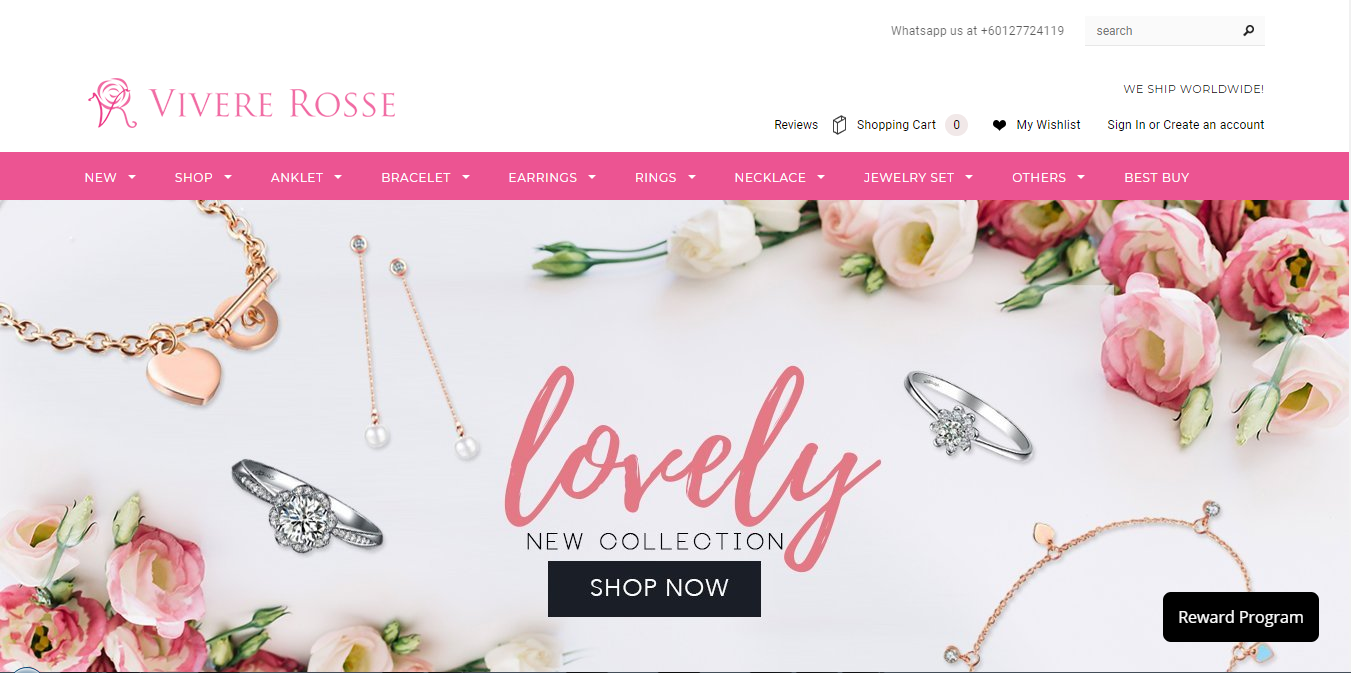 Whatsapp us at +60127724119
search
VIVERE ROSSE
WE SHIP WORLDWIDE!
Reviews Shopping Cart 0 My Wishlist Sign In or Create an account
NEW SHOP ANKLET BRACELET EARRINGS RINGS NECKLACE JEWELRY SET OTHERS BEST BUY
lovely
NEW COLLECTION
SHOP NOW
Reward Program